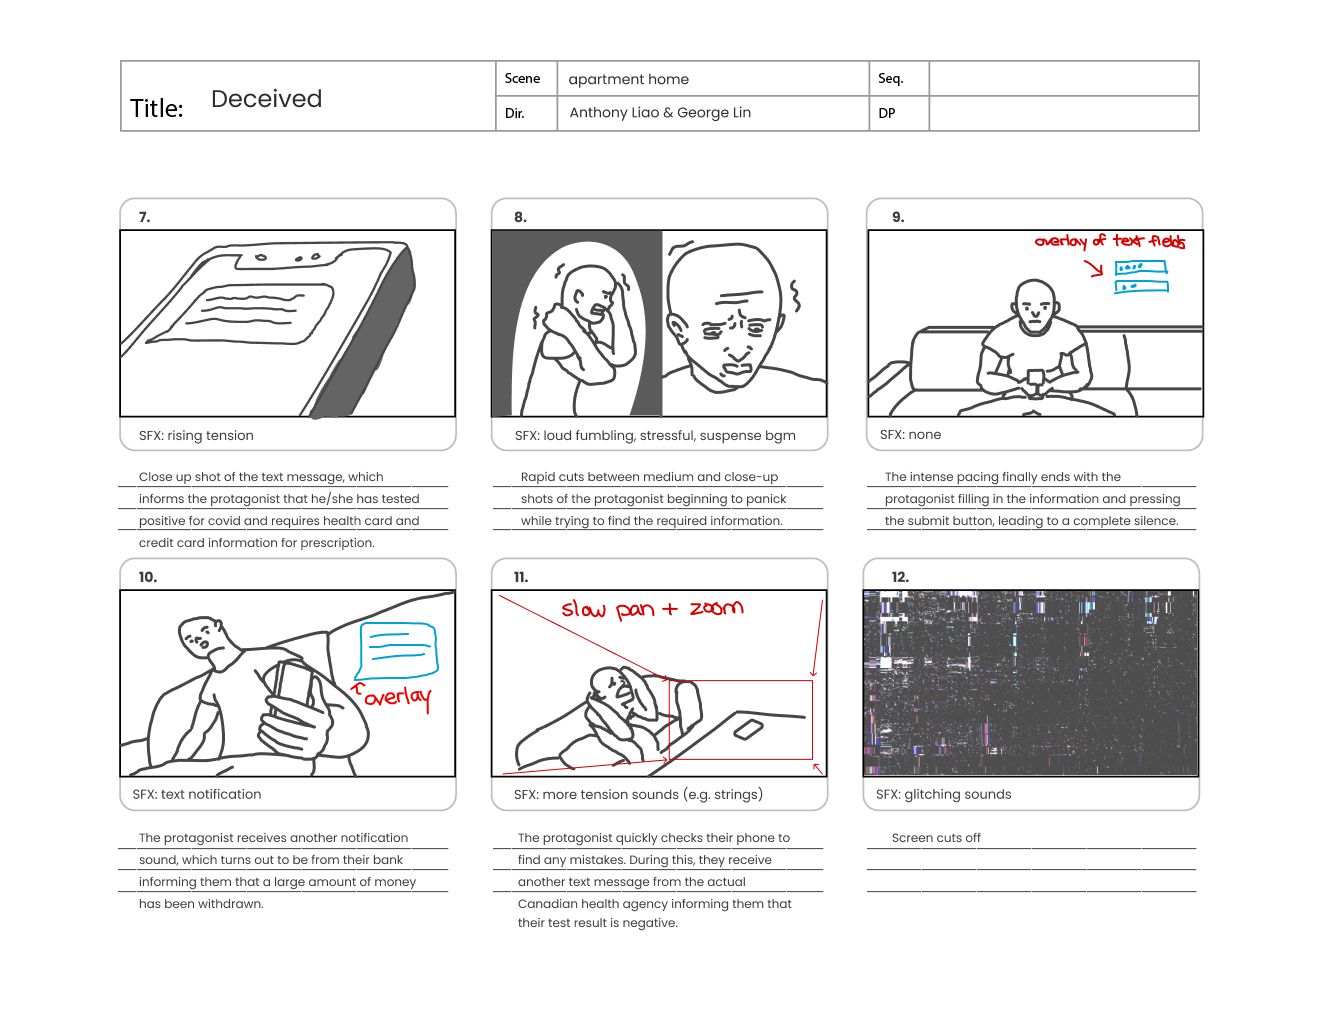 Title: Deceived
Scene apartment home Seq.
Dir. Anthony Liao & George Lin DP
7.
SFX: rising tension
Close up shot of the text message, which
informs the protagonist that he/she has tested
positive for covid and requires health card and
credit card information for prescription.
8.
SFX: loud fumbling, stressful, suspense bgm
Rapid cuts between medium and close-up
shots of the protagonist beginning to panick
while trying to find the required information.
9.
overlay of text fields
SFX: none
The intense pacing finally ends with the
protagonist filling in the information and pressing
the submit button, leading to a complete silence.
10.
overlay
SFX: text notification
The protagonist receives another notification
sound, which turns out to be from their bank
informing them that a large amount of money
has been withdrawn.
11.
slow pan + zoom
SFX: more tension sounds (e.g. strings)
The protagonist quickly checks their phone to
find any mistakes. During this, they receive
another text message from the actual
Canadian health agency informing them that
their test result is negative.
12.
SFX: glitching sounds
Screen cuts off